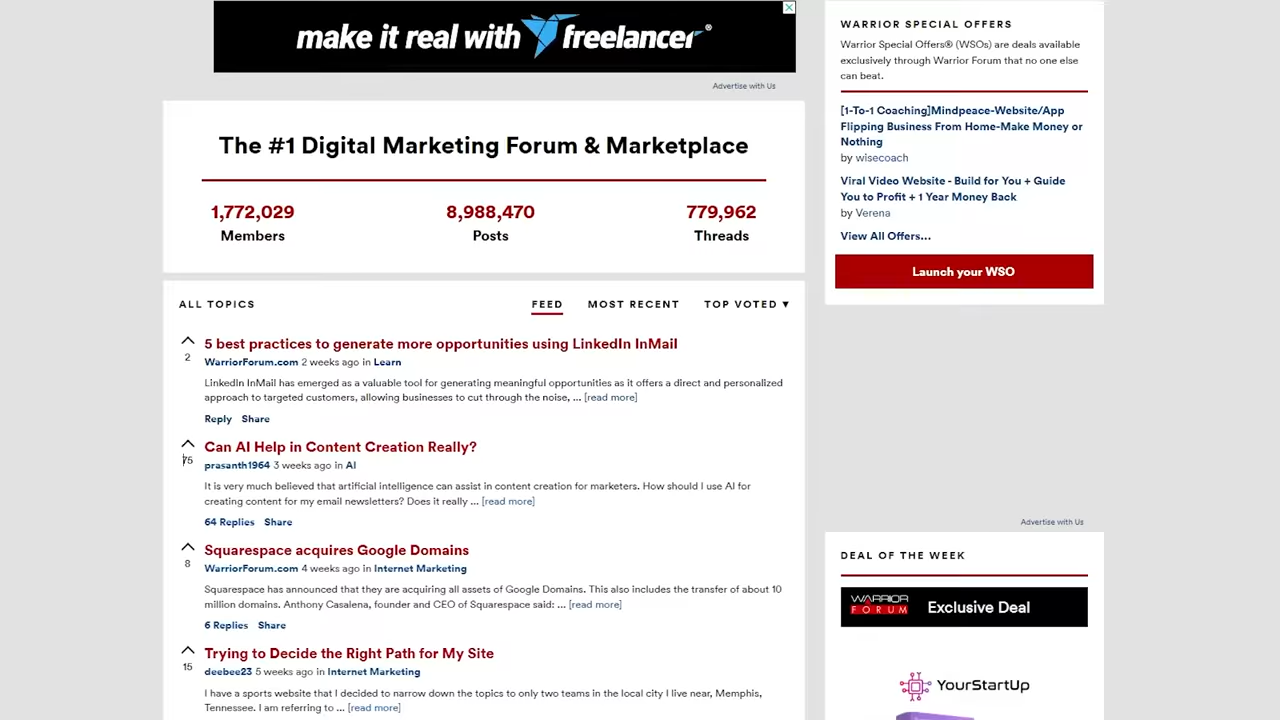 make it real with freelancer®
Advertise with Us
The #1 Digital Marketing Forum & Marketplace
1,772,029
Members
8,988,470
Posts
779,962
Threads
ALL TOPICS
FEED
MOST RECENT
TOP VOTED ▼
5 best practices to generate more opportunities using LinkedIn InMail
2
WarriorForum.com 2 weeks ago in Learn
LinkedIn InMail has emerged as a valuable tool for generating meaningful opportunities as it offers a direct and personalized
approach to targeted customers, allowing businesses to cut through the noise, ... [read more]
Reply Share
Can AI Help in Content Creation Really?
75
prasanth1964 3 weeks ago in AI
It is very much believed that artificial intelligence can assist in content creation for marketers. How should I use AI for
creating content for my email newsletters? Does it really ... [read more]
64 Replies Share
Squarespace acquires Google Domains
8
WarriorForum.com 4 weeks ago in Internet Marketing
Squarespace has announced that they are acquiring all assets of Google Domains. This also includes the transfer of about 10
million domains. Anthony Casalena, founder and CEO of Squarespace said: ... [read more]
6 Replies Share
Trying to Decide the Right Path for My Site
15
deebee23 5 weeks ago in Internet Marketing
I have a sports website that I decided to narrow down the topics to only two teams in the local city I live near, Memphis,
Tennessee. I am referring to ... [read more]
WARRIOR SPECIAL OFFERS
Warrior Special Offers® (WSOs) are deals available
exclusively through Warrior Forum that no one else
can beat.
[1-To-1 Coaching]Mindpeace-Website/App
Flipping Business From Home-Make Money or
Nothing
by wisecoach
Viral Video Website - Build for You + Guide
You to Profit + 1 Year Money Back
by Verena
View All Offers...
Launch your WSO
Advertise with Us
DEAL OF THE WEEK
WARRIOR
FORUM
Exclusive Deal
YourStartUp